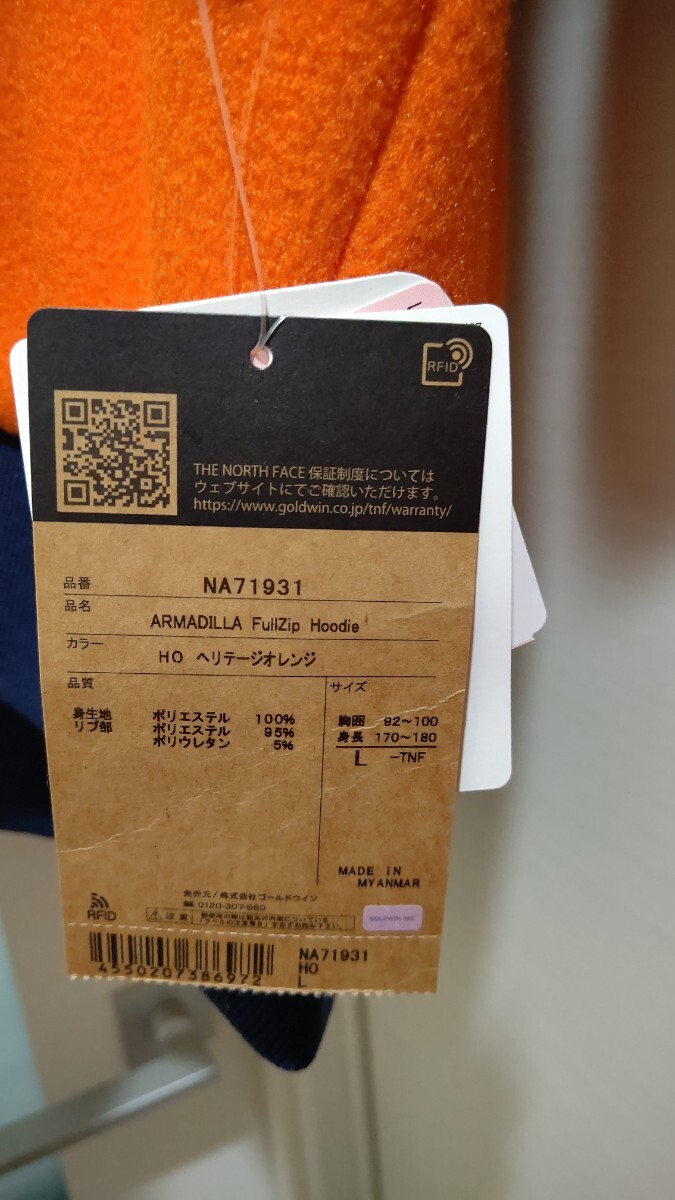 RFID
THE NORTH FACE 保証制度については
ウェブサイトにてご確認いただけます。
https://www.goldwin.co.jp/tnf/warranty/
品番 NA71931
品名 ARMADILLA FullZip Hoodie
カラー HO ヘリテージオレンジ
品質
サイズ
身生地 ポリエステル 100%
リブ部 ポリエステル 95%
ポリウレタン 5%
胸囲 92~100
身長 170~180
L -TNF
MADE IN
MYANMAR
発売元/株式会社ゴールドウイン
0120-307-560
RFID
注意
NA71931
HO
L
4550207386972